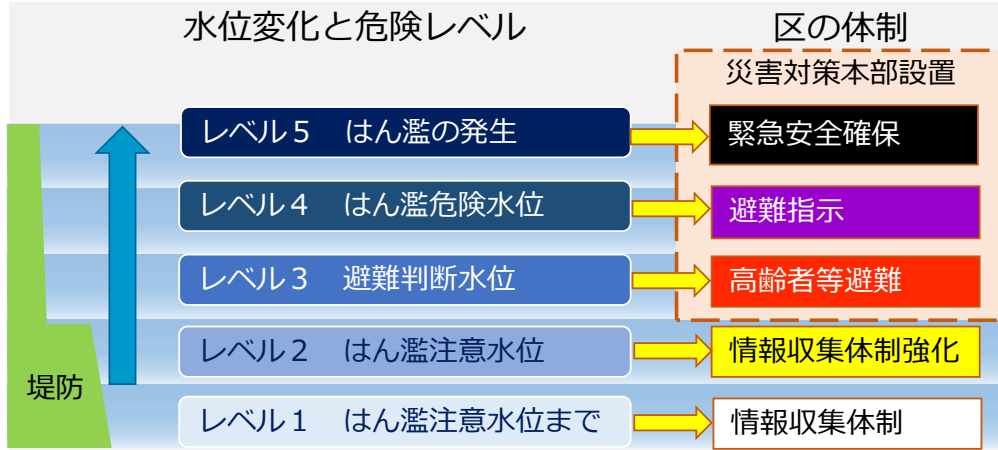 水位変化と危険レベル
区の体制
災害対策本部設置
レベル５　はん濫の発生
緊急安全確保
レベル４　はん濫危険水位
避難指示
レベル３　避難判断水位
高齢者等避難
レベル２　はん濫注意水位
情報収集体制強化
堤防
レベル１　はん濫注意水位まで
情報収集体制